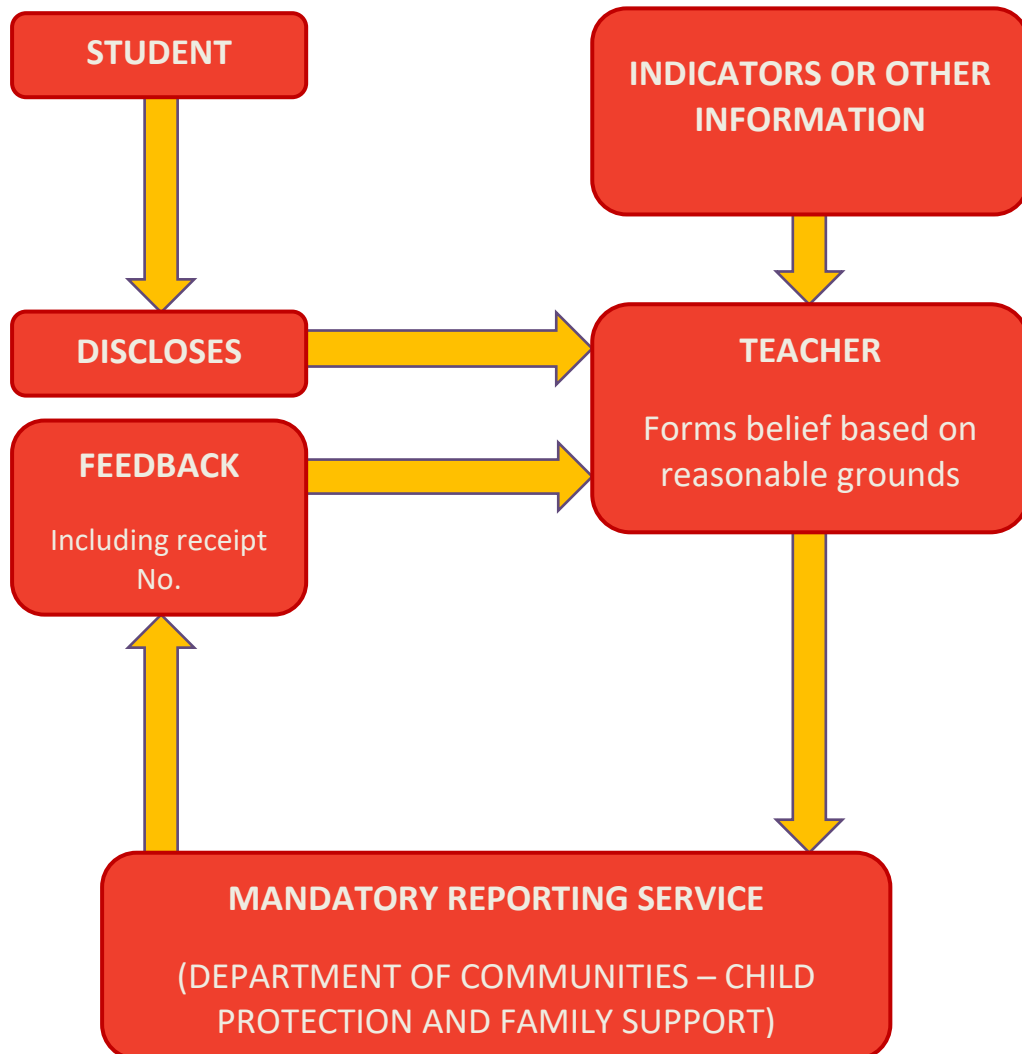 STUDENT
INDICATORS OR OTHER
INFORMATION
DISCLOSES
TEACHER
Forms belief based on
reasonable grounds
FEEDBACK
Including receipt
No.
MANDATORY REPORTING SERVICE
(DEPARTMENT OF COMMUNITIES – CHILD
PROTECTION AND FAMILY SUPPORT)